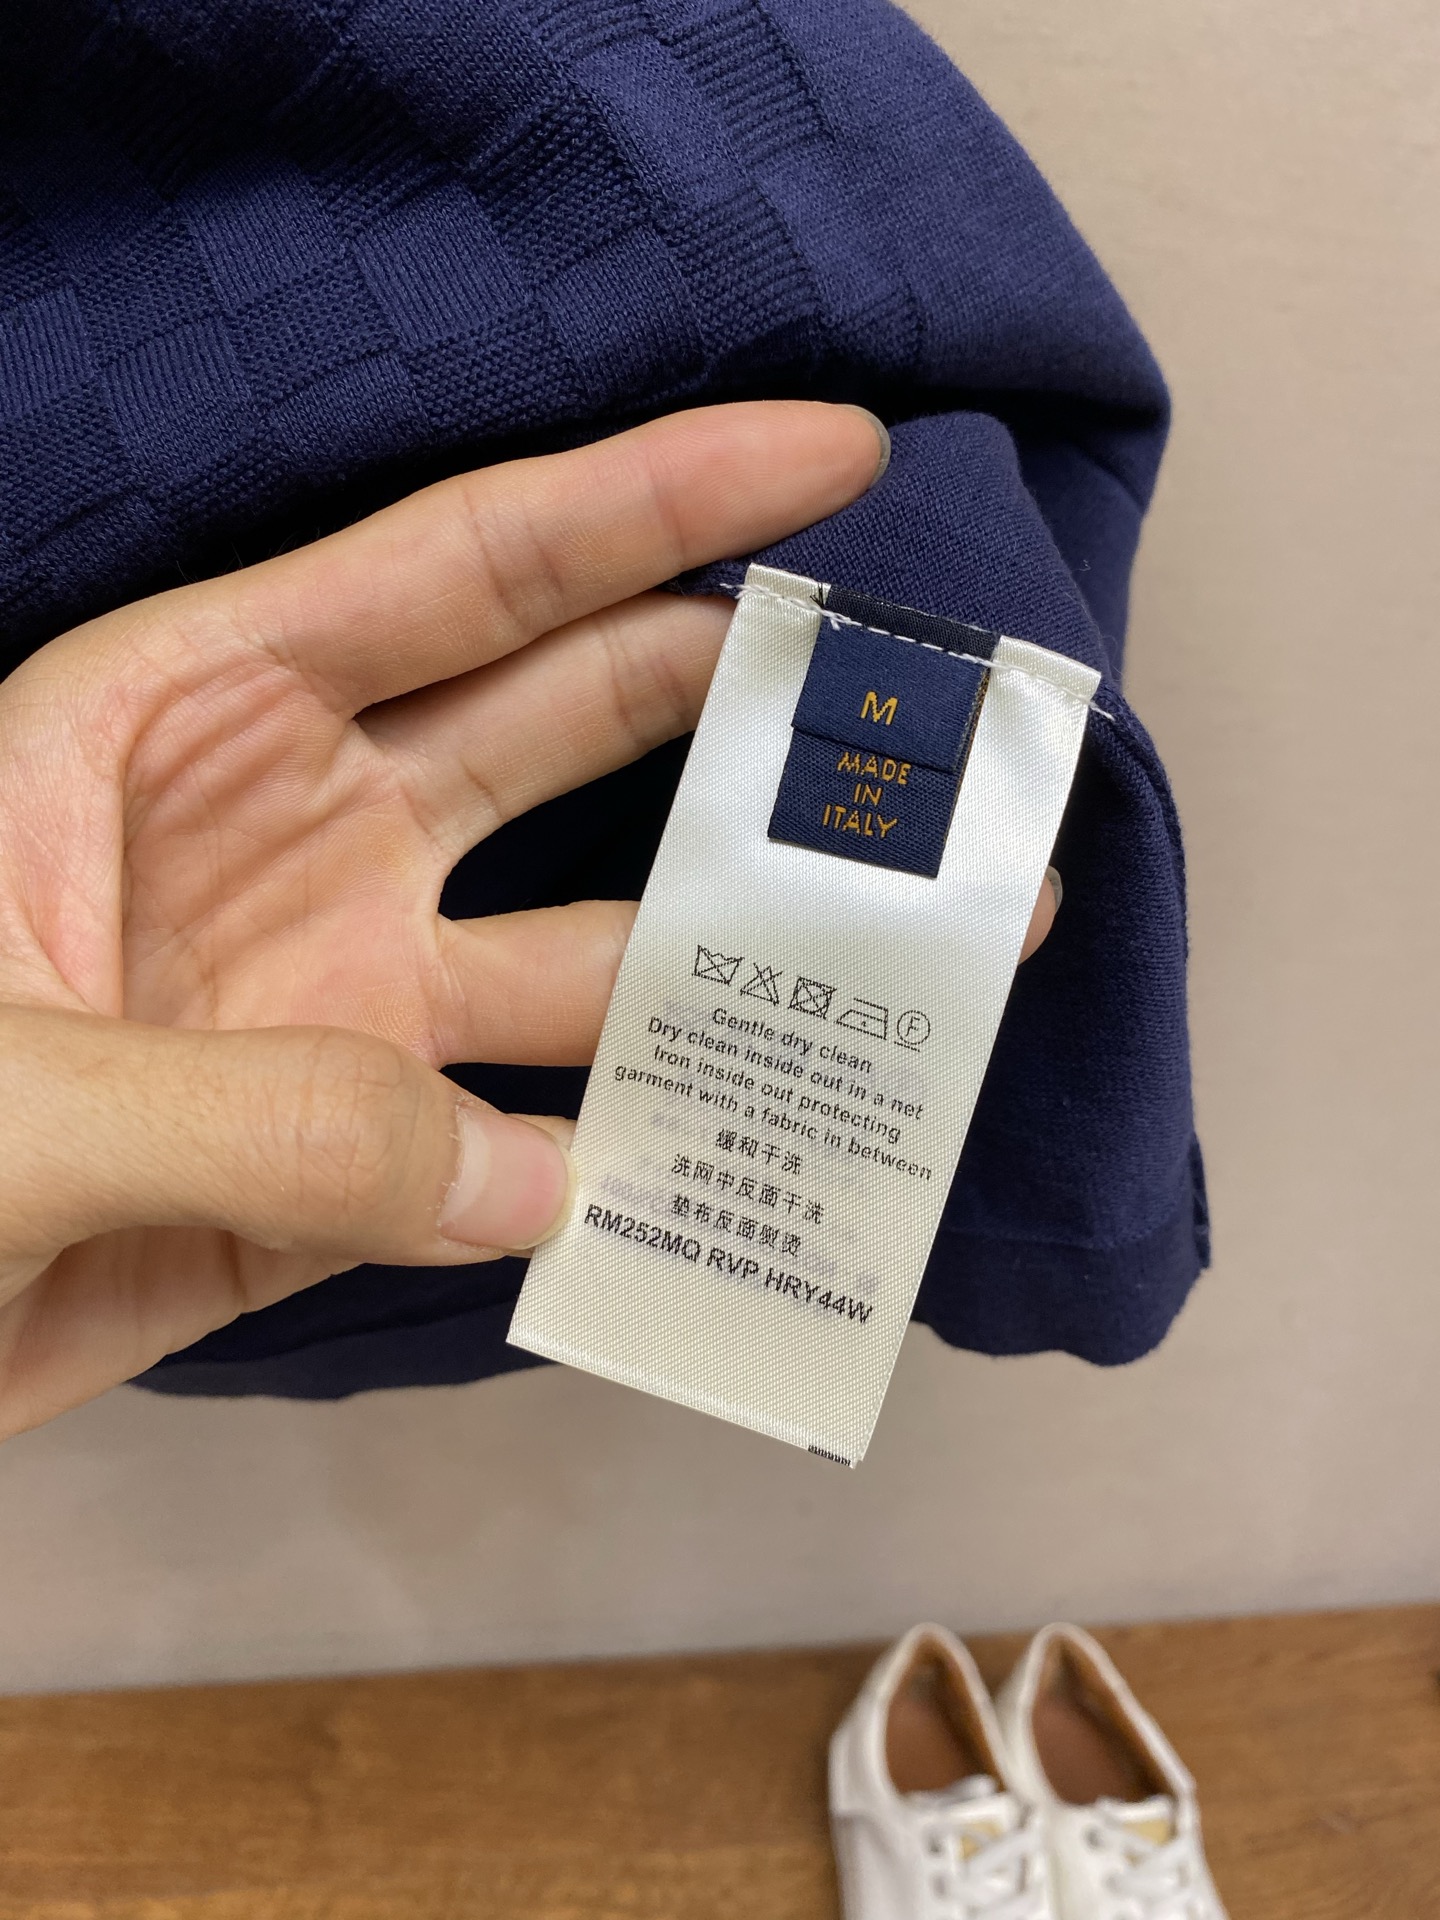 M
MADE
IN
ITALY
F
Gentle dry clean
Dry clean inside out in a net
Iron inside out protecting
garment with a fabric in between
缓和干洗
洗网中反面干洗
垫布反面熨烫
RM252MQ RVP HRY44W